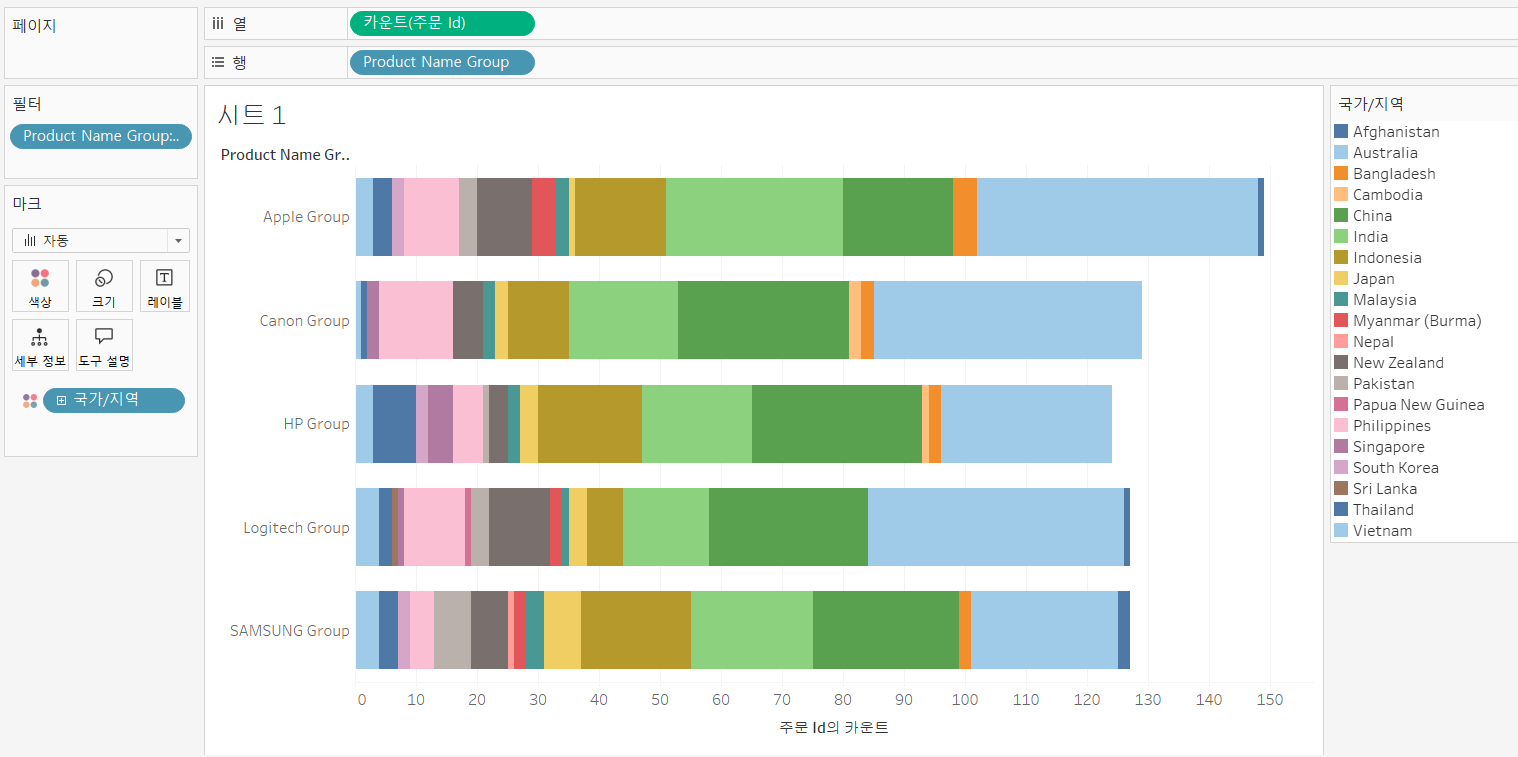 페이지
열
카운트(주문 Id)
행
Product Name Group
필터
Product Name Group:..
마크
자동
색상
크기
레이블
세부 정보
도구 설명
국가/지역
시트 1
Product Name Gr..
Apple Group
Canon Group
HP Group
Logitech Group
SAMSUNG Group
0 10 20 30 40 50 60 70 80 90 100 110 120 130 140 150
주문 Id의 카운트
국가/지역
Afghanistan
Australia
Bangladesh
Cambodia
China
India
Indonesia
Japan
Malaysia
Myanmar (Burma)
Nepal
New Zealand
Pakistan
Papua New Guinea
Philippines
Singapore
South Korea
Sri Lanka
Thailand
Vietnam